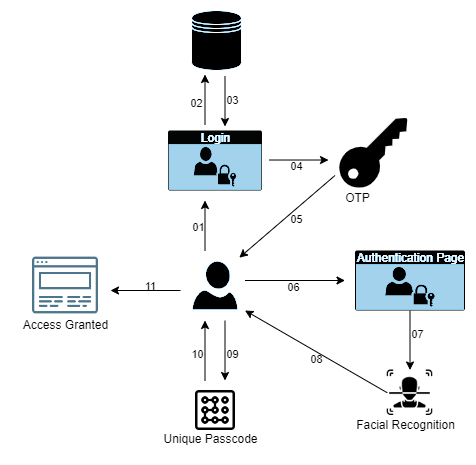 02
03
Login
04
OTP
01
05
Authentication Page
06
11
Access Granted
07
08
10
09
Unique Passcode
Facial Recognition